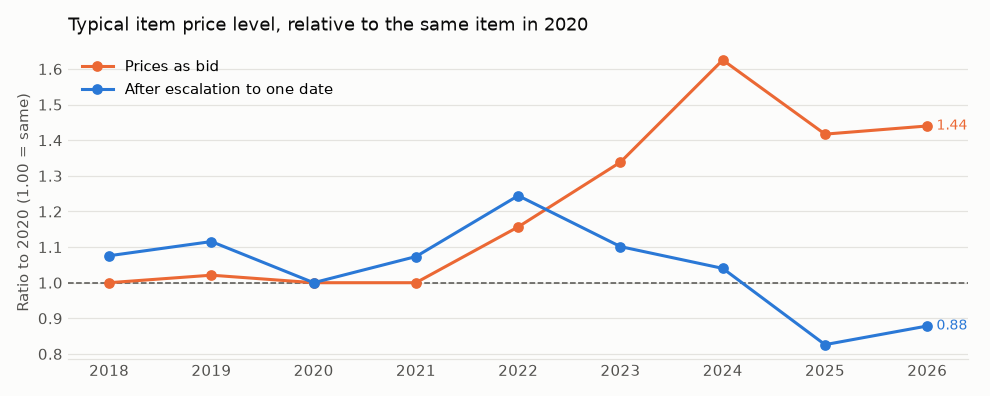 Typical item price level, relative to the same item in 2020
Prices as bid
After escalation to one date
Ratio to 2020 (1.00 = same)
1.6
1.5
1.4
1.3
1.2
1.1
1.0
0.9
0.8
1.44
0.88
2018 2019 2020 2021 2022 2023 2024 2025 2026